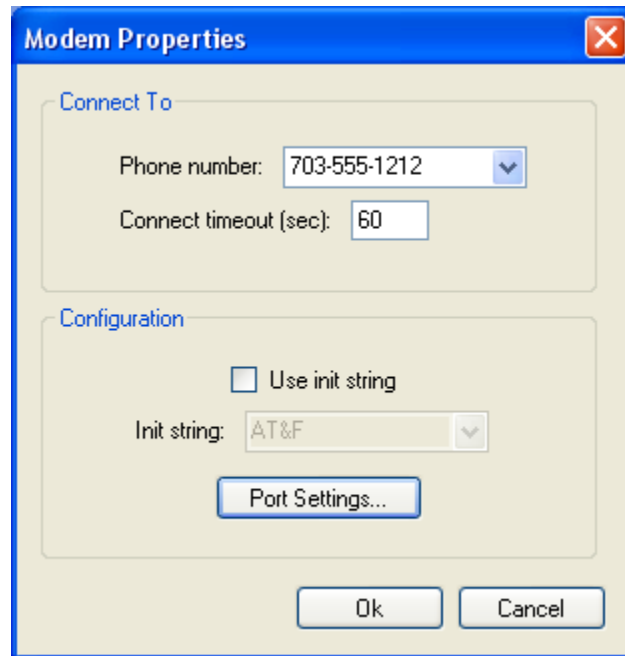 Modem Properties
Connect To
Phone number: 703-555-1212
Connect timeout (sec): 60
Configuration
Use init string
Init string: AT&F
Port Settings...
Ok Cancel